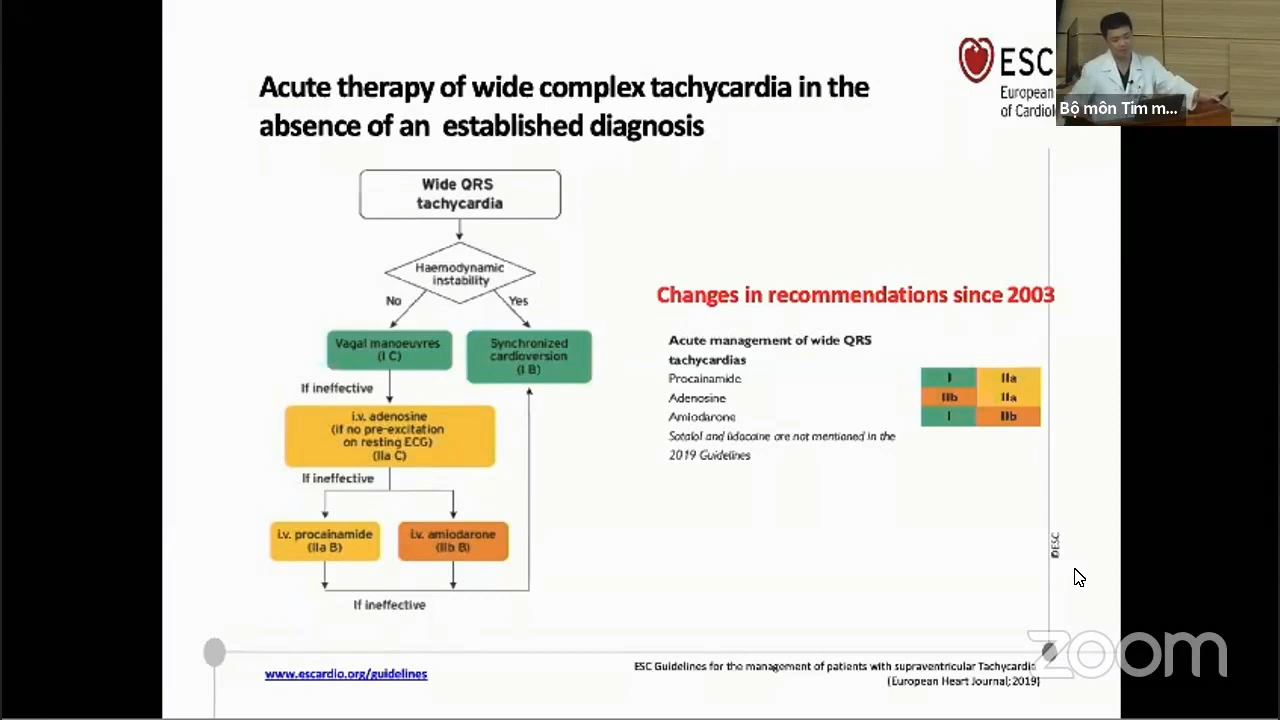 Acute therapy of wide complex tachycardia in the
absence of an established diagnosis
ESC
European
of Cardiol
Bộ môn Tim m...
Wide QRS
tachycardia
Haemodynamic
instability
No
Yes
Vagal manoeuvres
(I C)
Synchronized
cardioversion
(I B)
If ineffective
i.v. adenosine
(if no pre-excitation
on resting ECG)
(IIa C)
If ineffective
i.v. procainamide
(IIa B)
i.v. amiodarone
(IIb B)
If ineffective
Changes in recommendations since 2003
Acute management of wide QRS
tachycardias
Procainamide I IIa
Adenosine IIb IIa
Amiodarone I IIb
Sotalol and lidocaine are not mentioned in the
2019 Guidelines
©ESC
www.escardio.org/guidelines
ESC Guidelines for the management of patients with supraventricular Tachycardia
(European Heart Journal;2019)
zoom